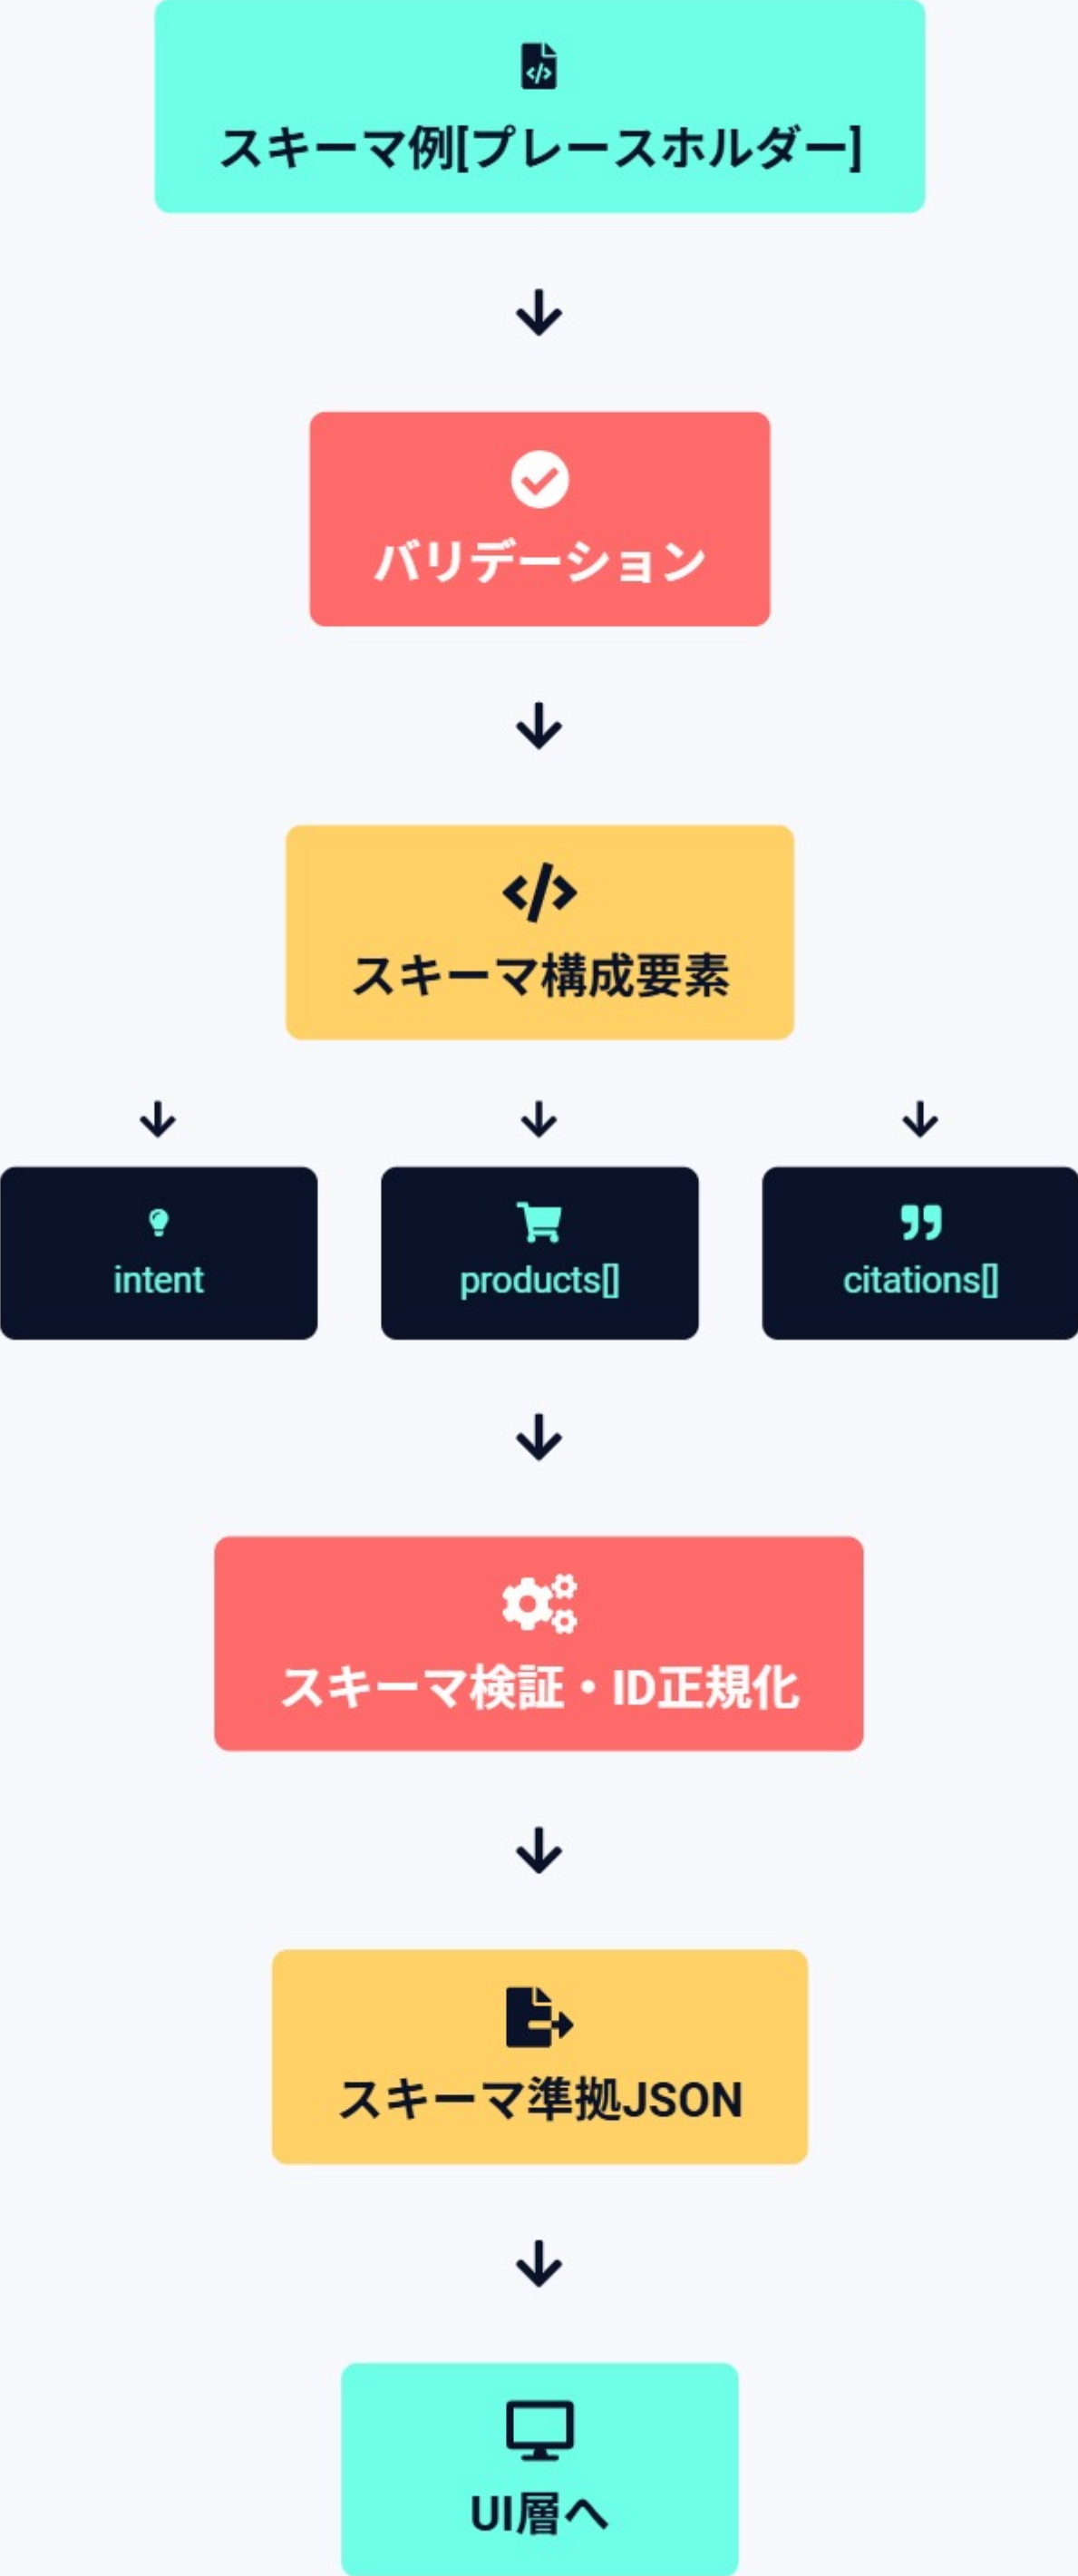 スキーマ例[プレースホルダー]
バリデーション
スキーマ構成要素
intent
products[]
citations[]
スキーマ検証・ID正規化
スキーマ準拠JSON
UI層へ